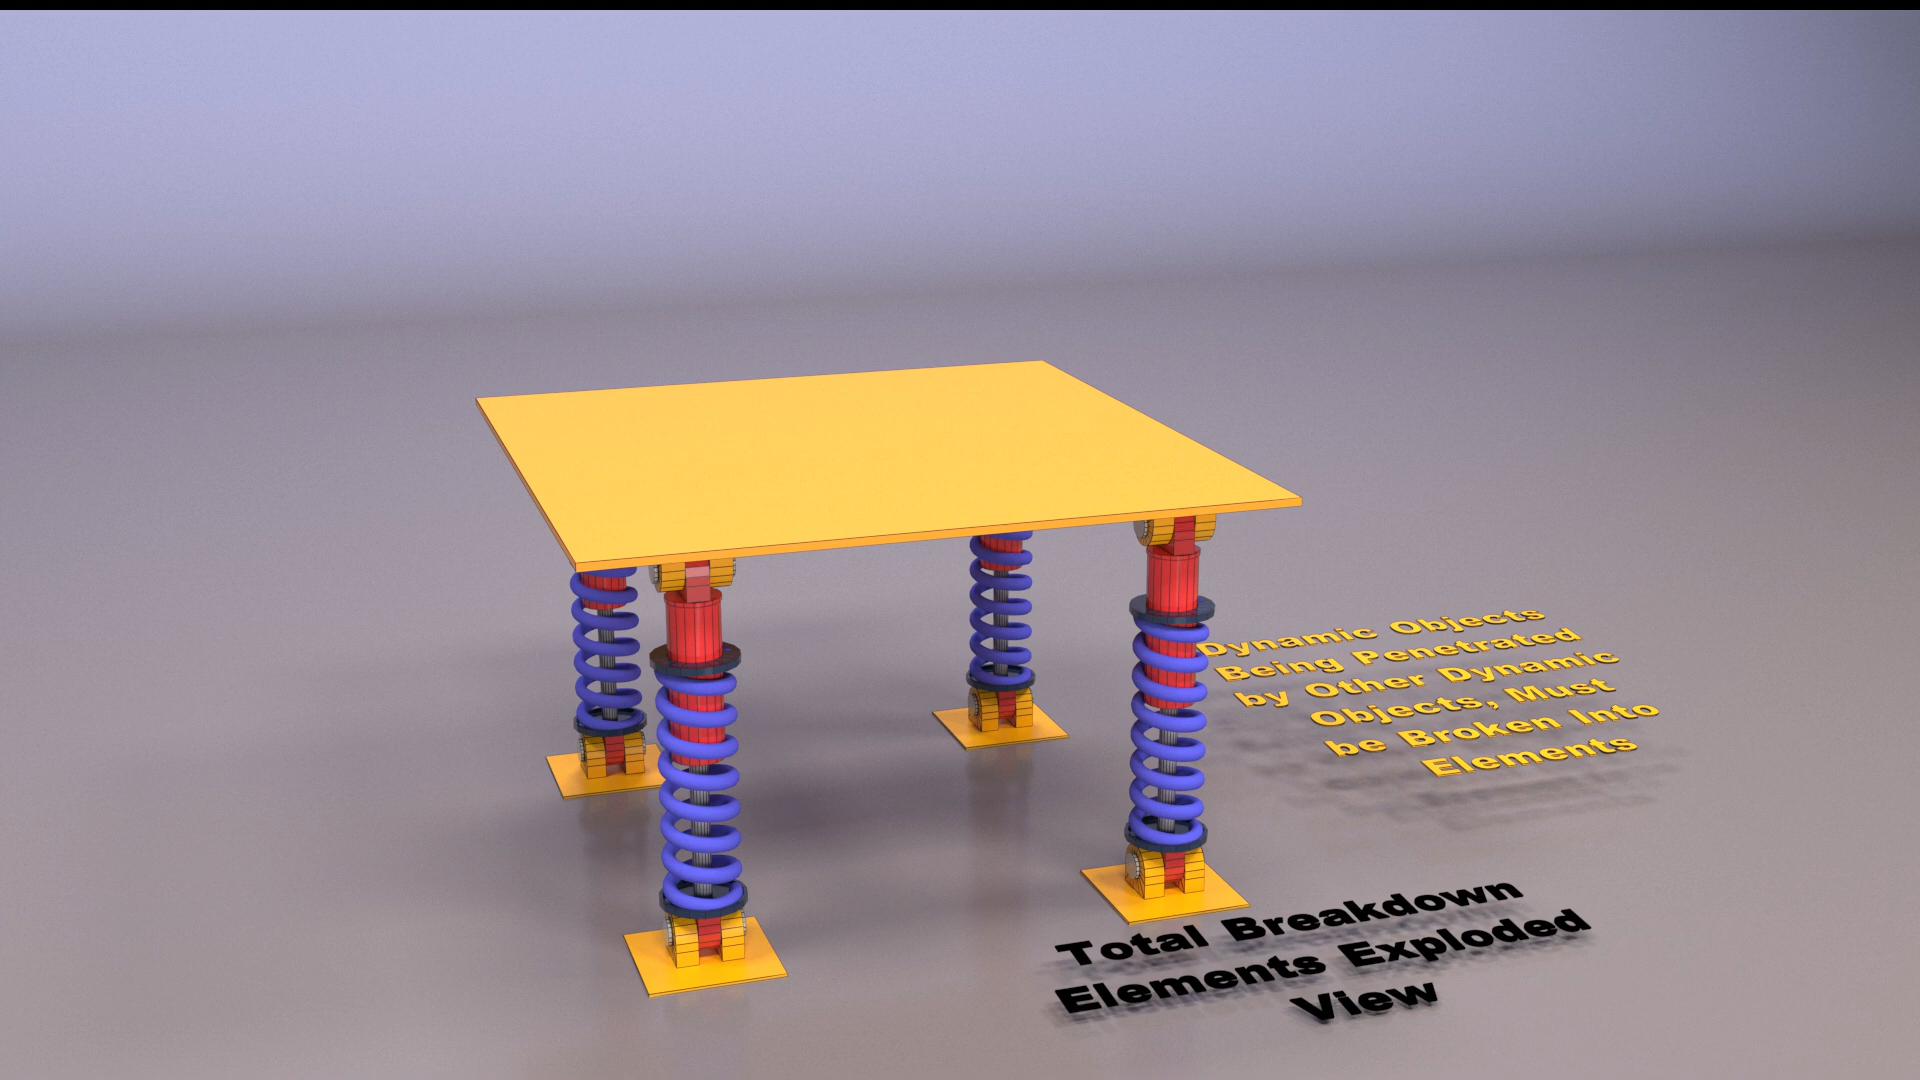 Dynamic Objects
Being Penetrated
by Other Dynamic
Objects, Must
be Broken Into
Elements
Total Breakdown
Elements Exploded
View